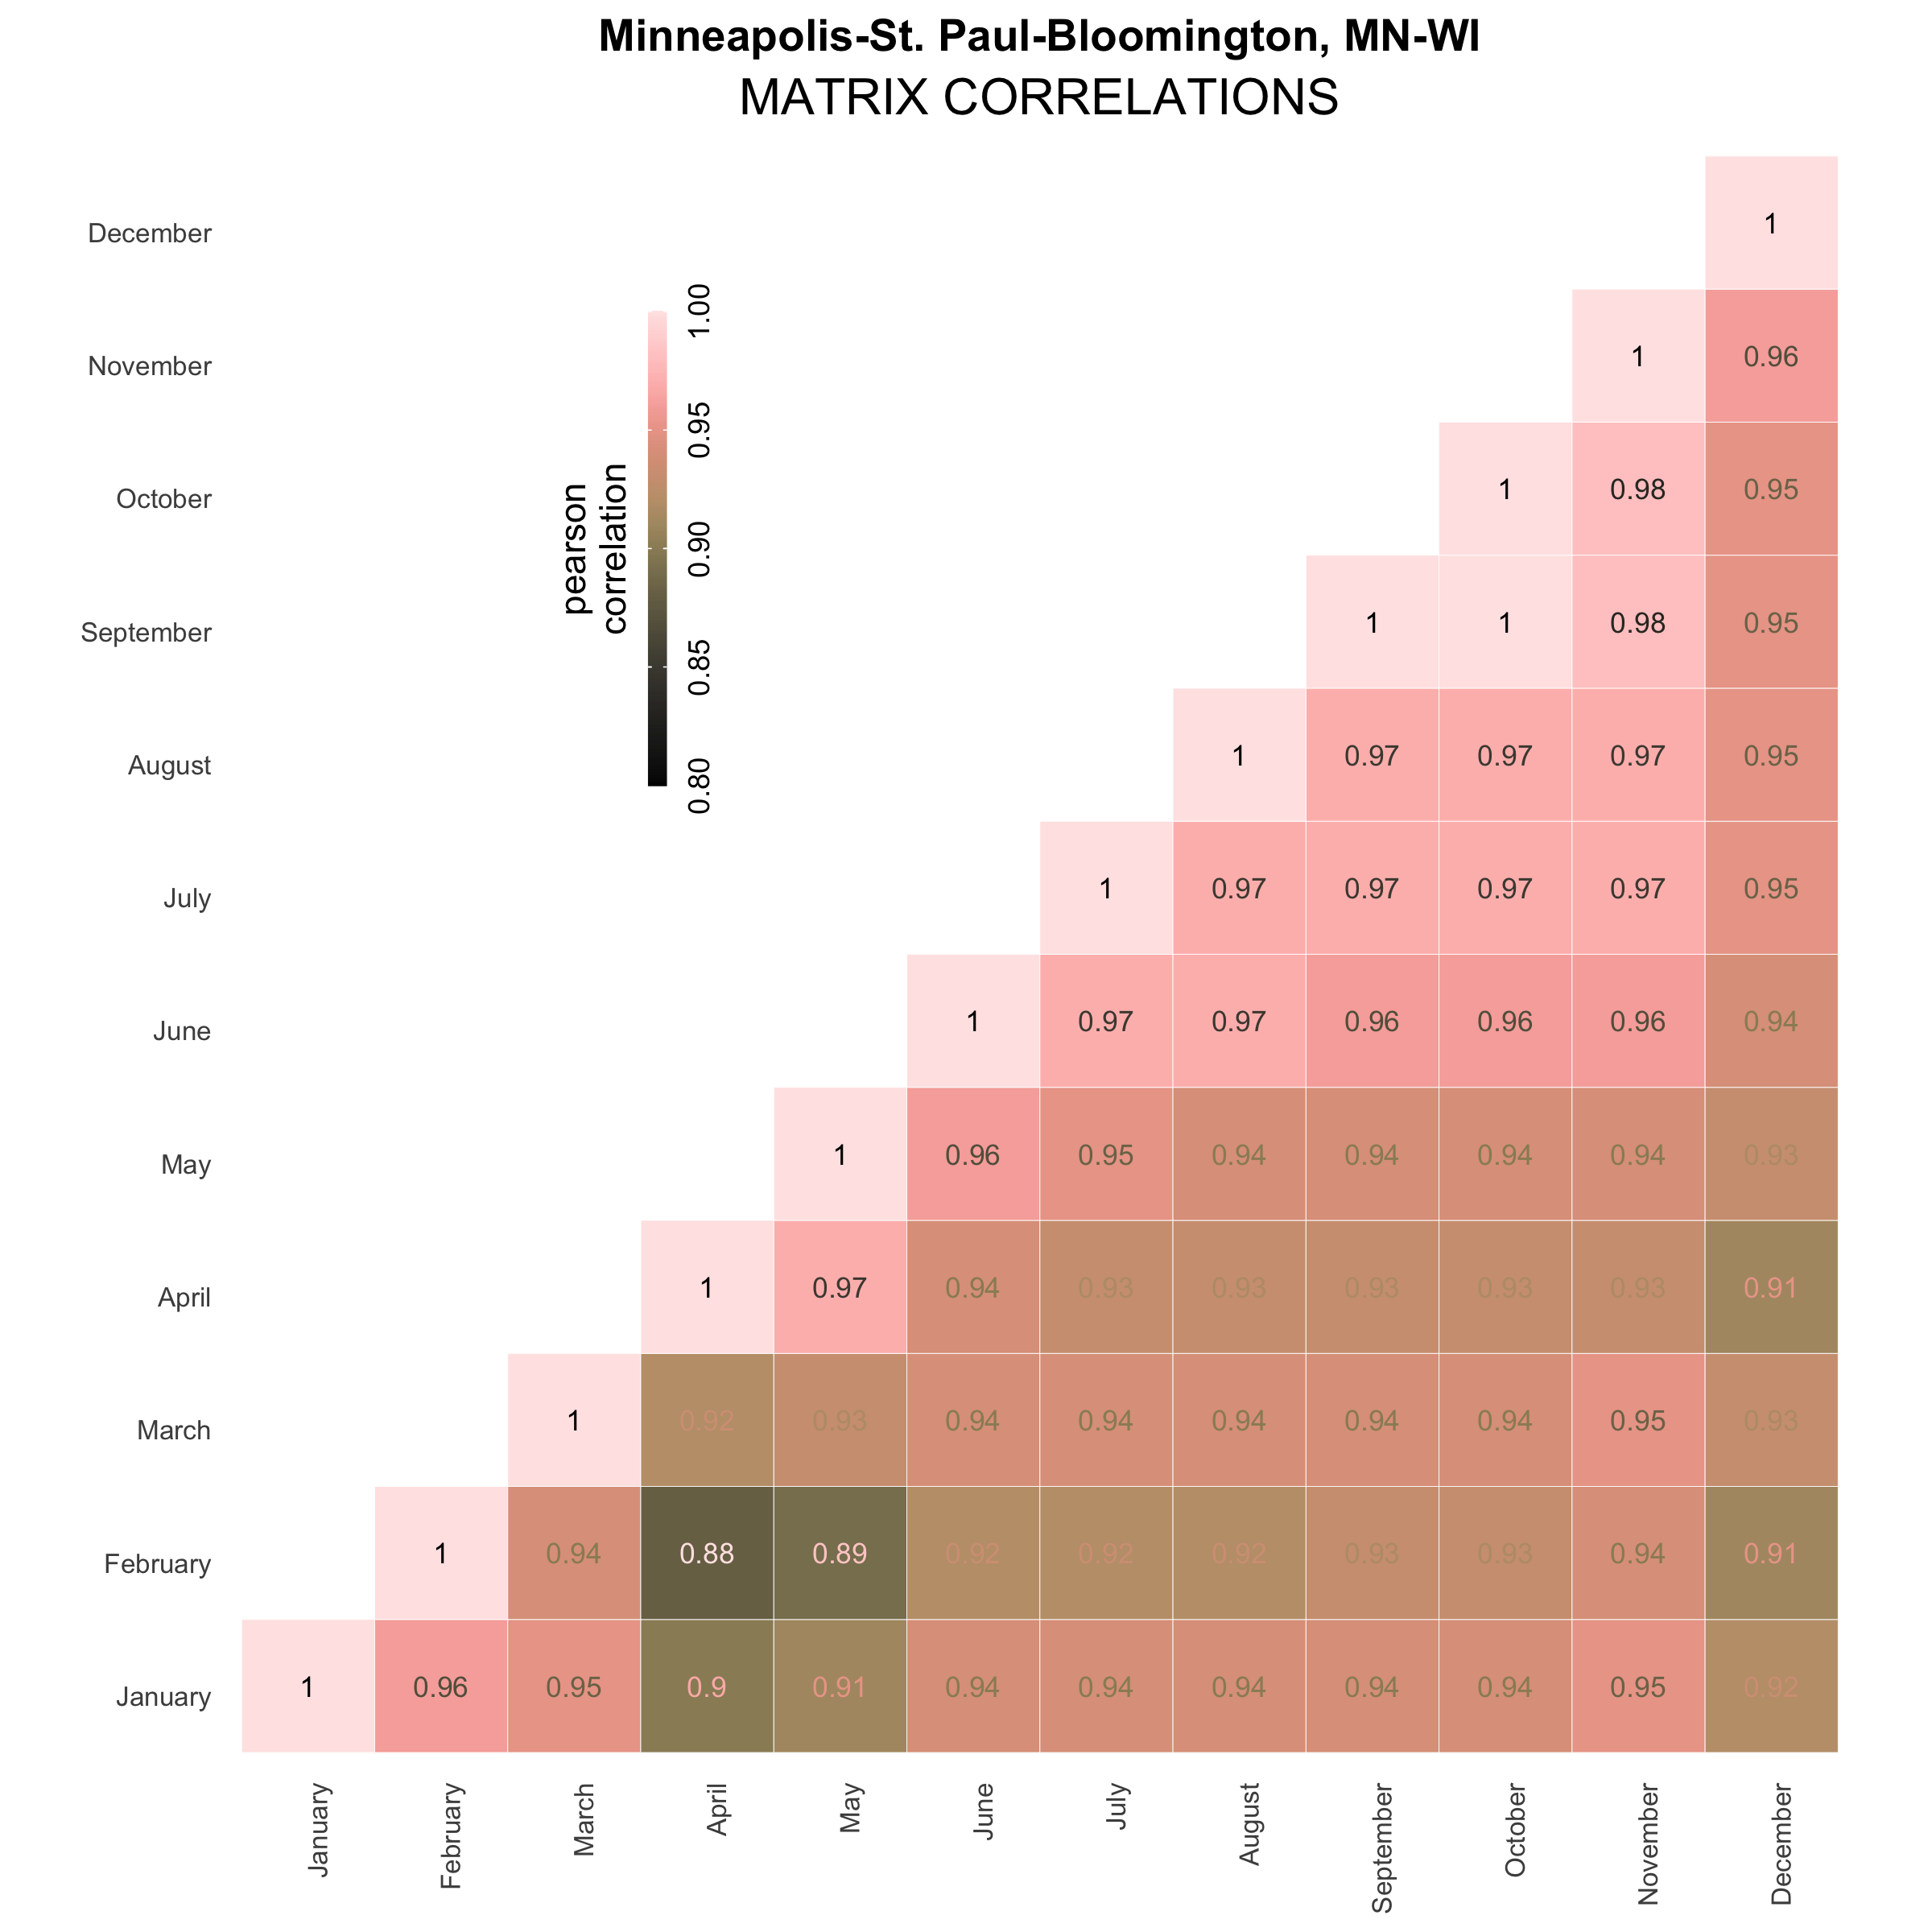 Minneapolis-St. Paul-Bloomington, MN-WI
MATRIX CORRELATIONS
pearson
correlation
1.00
0.95
0.90
0.85
0.80
December 1
November 1 0.96
October 1 0.98 0.95
September 1 1 0.98 0.95
August 1 0.97 0.97 0.97 0.95
July 1 0.97 0.97 0.97 0.97 0.95
June 1 0.97 0.97 0.96 0.96 0.96 0.94
May 1 0.96 0.95 0.94 0.94 0.94 0.94 0.93
April 1 0.97 0.94 0.93 0.93 0.93 0.93 0.93 0.91
March 1 0.92 0.93 0.94 0.94 0.94 0.94 0.94 0.95 0.93
February 1 0.94 0.88 0.89 0.92 0.92 0.92 0.93 0.93 0.94 0.91
January 1 0.96 0.95 0.9 0.91 0.94 0.94 0.94 0.94 0.94 0.95 0.92
January February March April May June July August September October November December